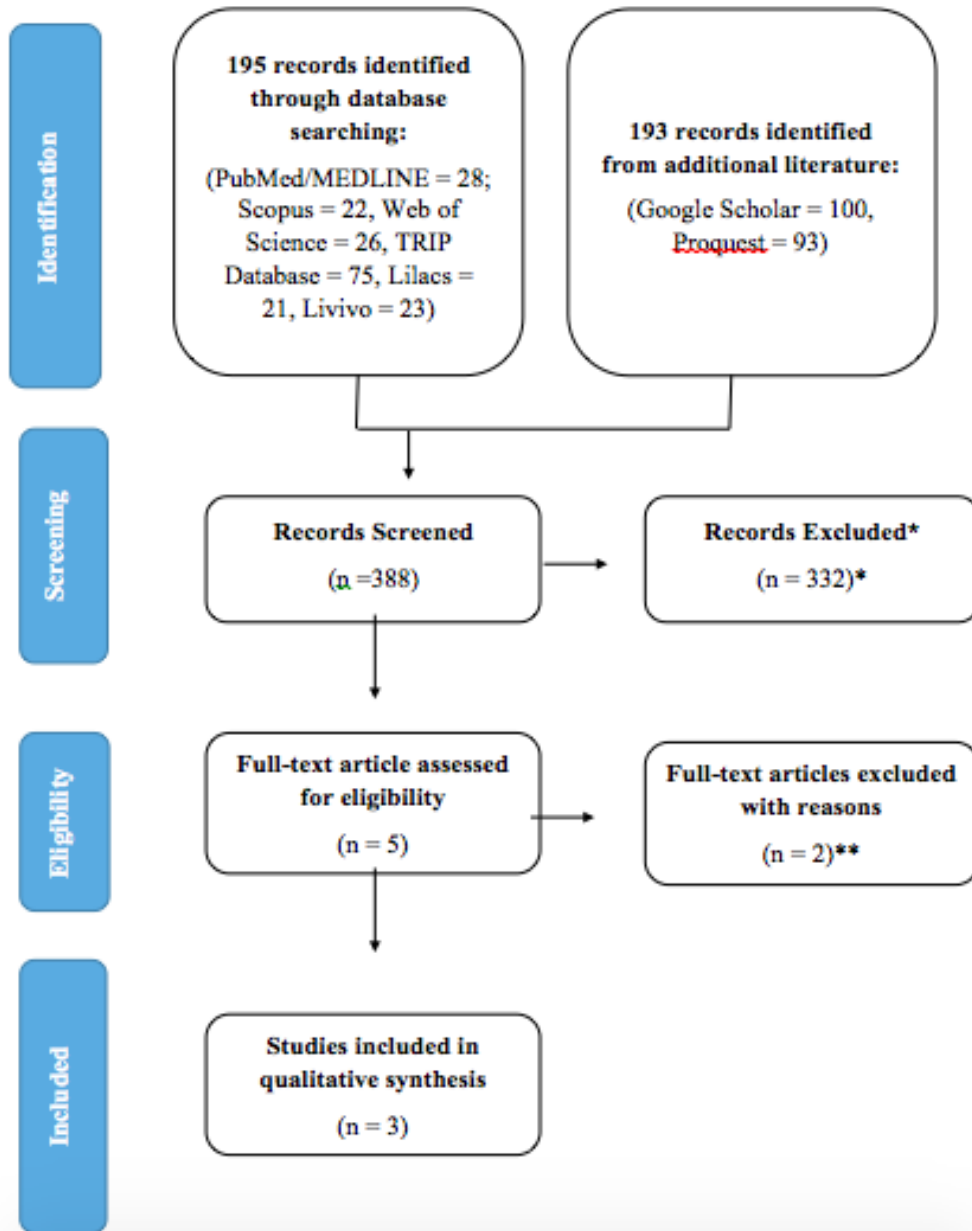 Identification
195 records identified
through database
searching:
(PubMed/MEDLINE = 28;
Scopus = 22, Web of
Science = 26, TRIP
Database = 75, Lilacs =
21, Livivo = 23)
193 records identified
from additional literature:
(Google Scholar = 100,
Proquest = 93)
Screening
Records Screened
(n =388)
Records Excluded*
(n = 332)*
Eligibility
Full-text article assessed
for eligibility
(n = 5)
Full-text articles excluded
with reasons
(n = 2)**
Included
Studies included in
qualitative synthesis
(n = 3)